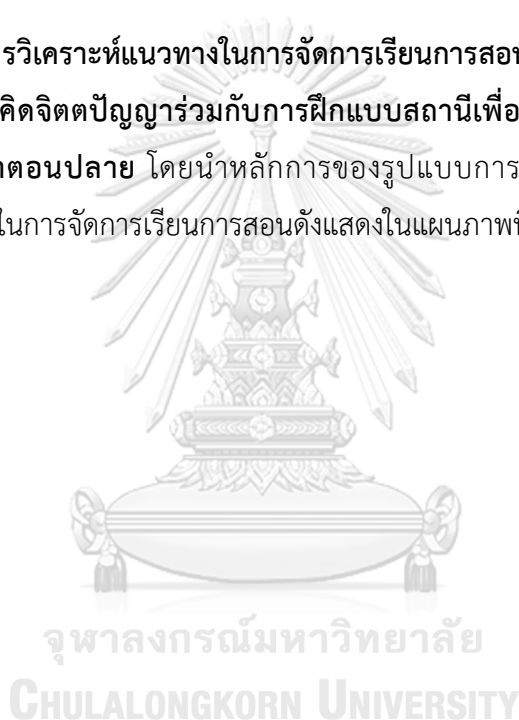 รวิเคราะห์แนวทางในการจัดการเรียนการสอน
คิดจิตตปัญญาร่วมกับการฝึกแบบสถานีเพื่อ
าตอนปลาย โดยนำหลักการของรูปแบบการ
ในการจัดการเรียนการสอนดังแสดงในแผนภาพ
จุฬาลงกรณ์มหาวิทยาลัย
CHULALONGKORN UNIVERSITY